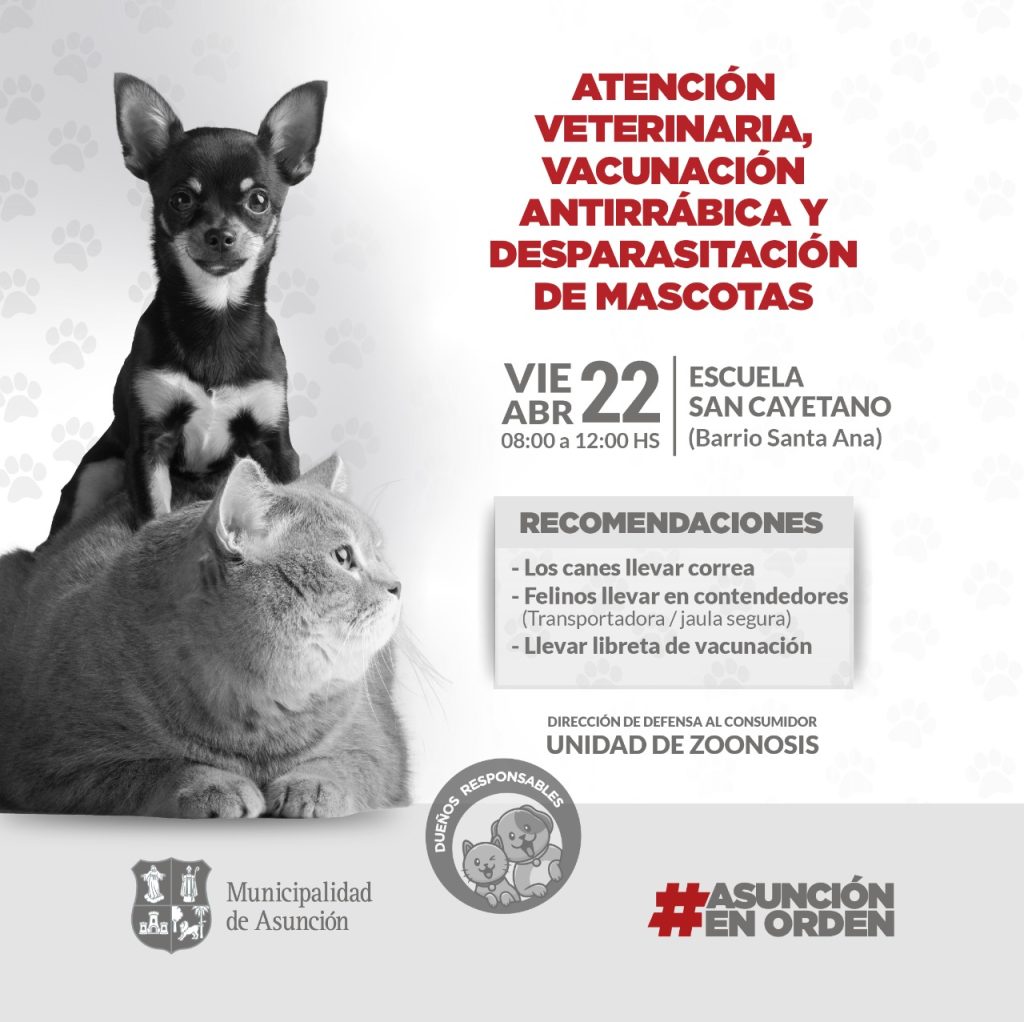 ATENCIÓN
VETERINARIA,
VACUNACIÓN
ANTIRRÁBICA Y
DESPARASITACIÓN
DE MASCOTAS
VIE
ABR 22
08:00 a 12:00 HS
ESCUELA
SAN CAYETANO
(Barrio Santa Ana)
RECOMENDACIONES
- Los canes llevar correa
- Felinos llevar en contendedores
(Transportadora / jaula segura)
- Llevar libreta de vacunación
DIRECCIÓN DE DEFENSA AL CONSUMIDOR
UNIDAD DE ZOONOSIS
DUEÑOS RESPONSABLES
Municipalidad
de Asunción
#ASUNCIÓN
EN ORDEN